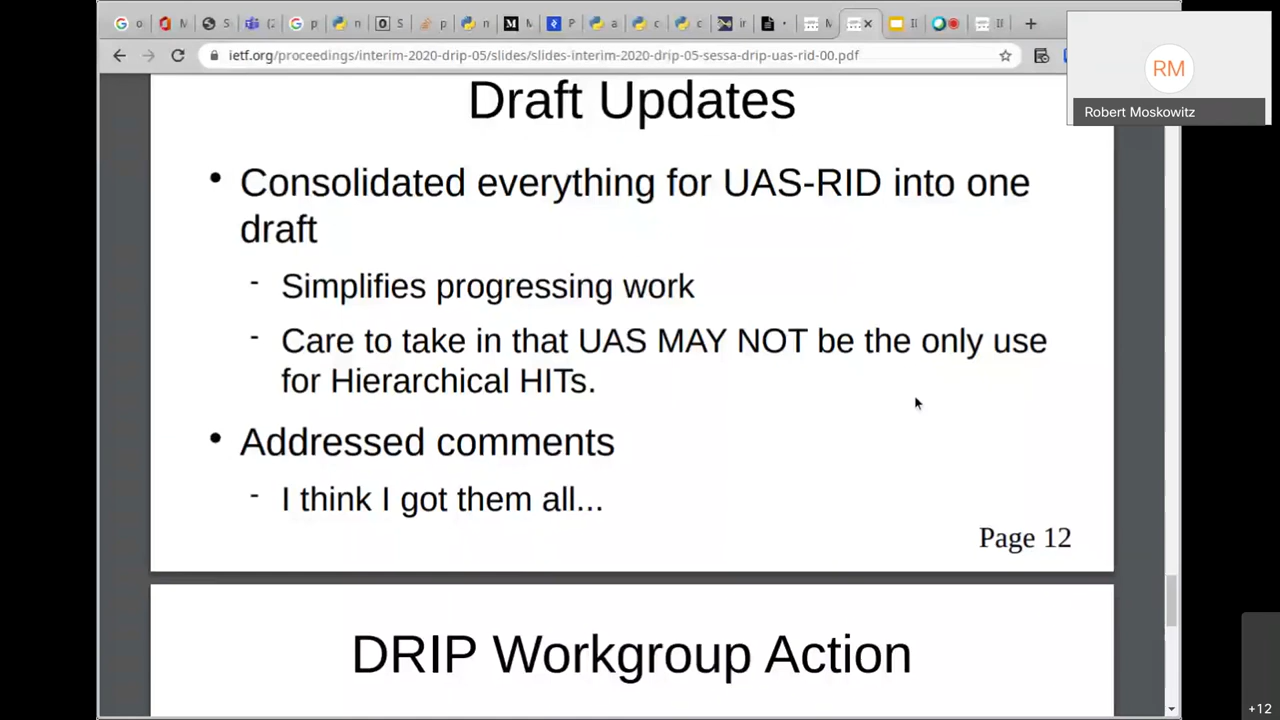 ietf.org/proceedings/interim-2020-drip-05/slides/slides-interim-2020-drip-05-sessa-drip-uas-rid-00.pdf
RM
Robert Moskowitz
Draft Updates
• Consolidated everything for UAS-RID into one
draft
- Simplifies progressing work
- Care to take in that UAS MAY NOT be the only use
for Hierarchical HITs.
• Addressed comments
- I think I got them all...
Page 12
DRIP Workgroup Action
+12